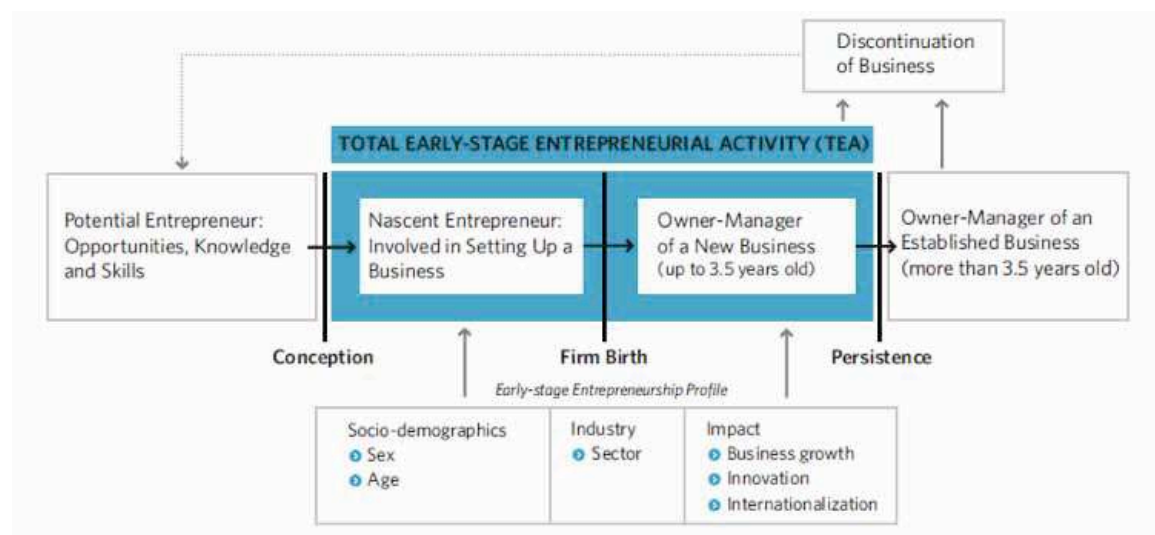 Discontinuation
of Business
TOTAL EARLY-STAGE ENTREPRENEURIAL ACTIVITY (TEA)
Potential Entrepreneur:
Opportunities, Knowledge
and Skills
Nascent Entrepreneur:
Involved in Setting Up a
Business
Owner-Manager
of a New Business
(up to 3.5 years old)
Owner-Manager of an
Established Business
(more than 3.5 years old)
Conception
Firm Birth
Persistence
Early-stage Entrepreneurship Profile
Socio-demographics
Sex
Age
Industry
Sector
Impact
Business growth
Innovation
Internationalization